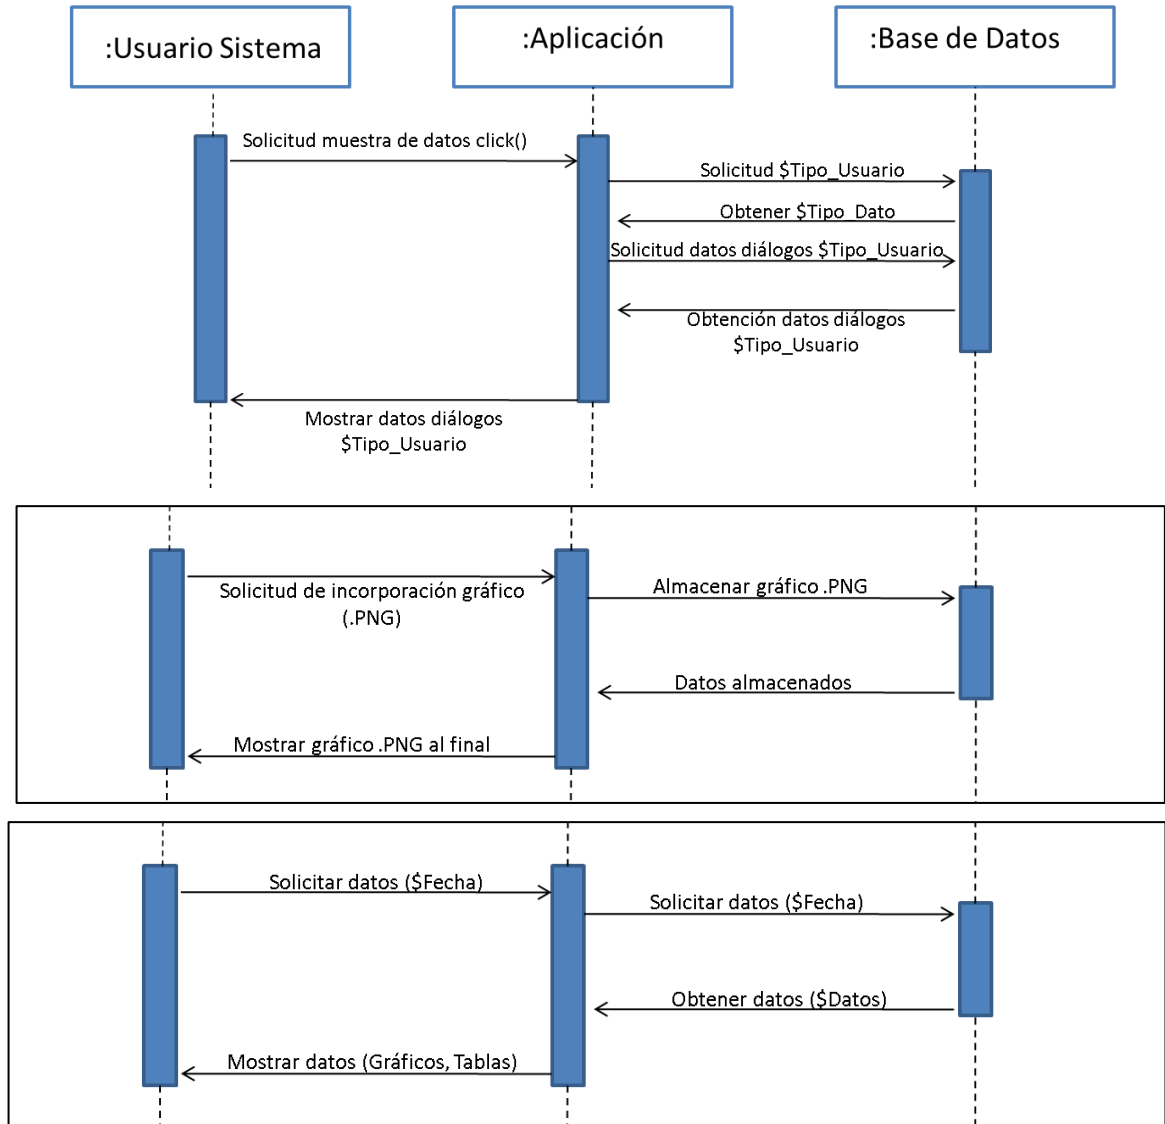 :Usuario Sistema
:Aplicación
:Base de Datos
Solicitud muestra de datos click()
Solicitud $Tipo_Usuario
Obtener $Tipo_Dato
Solicitud datos diálogos $Tipo_Usuario
Obtención datos diálogos
$Tipo_Usuario
Mostrar datos diálogos
$Tipo_Usuario
Solicitud de incorporación gráfico
(.PNG)
Almacenar gráfico .PNG
Datos almacenados
Mostrar gráfico .PNG al final
Solicitar datos ($Fecha)
Solicitar datos ($Fecha)
Obtener datos ($Datos)
Mostrar datos (Gráficos, Tablas)